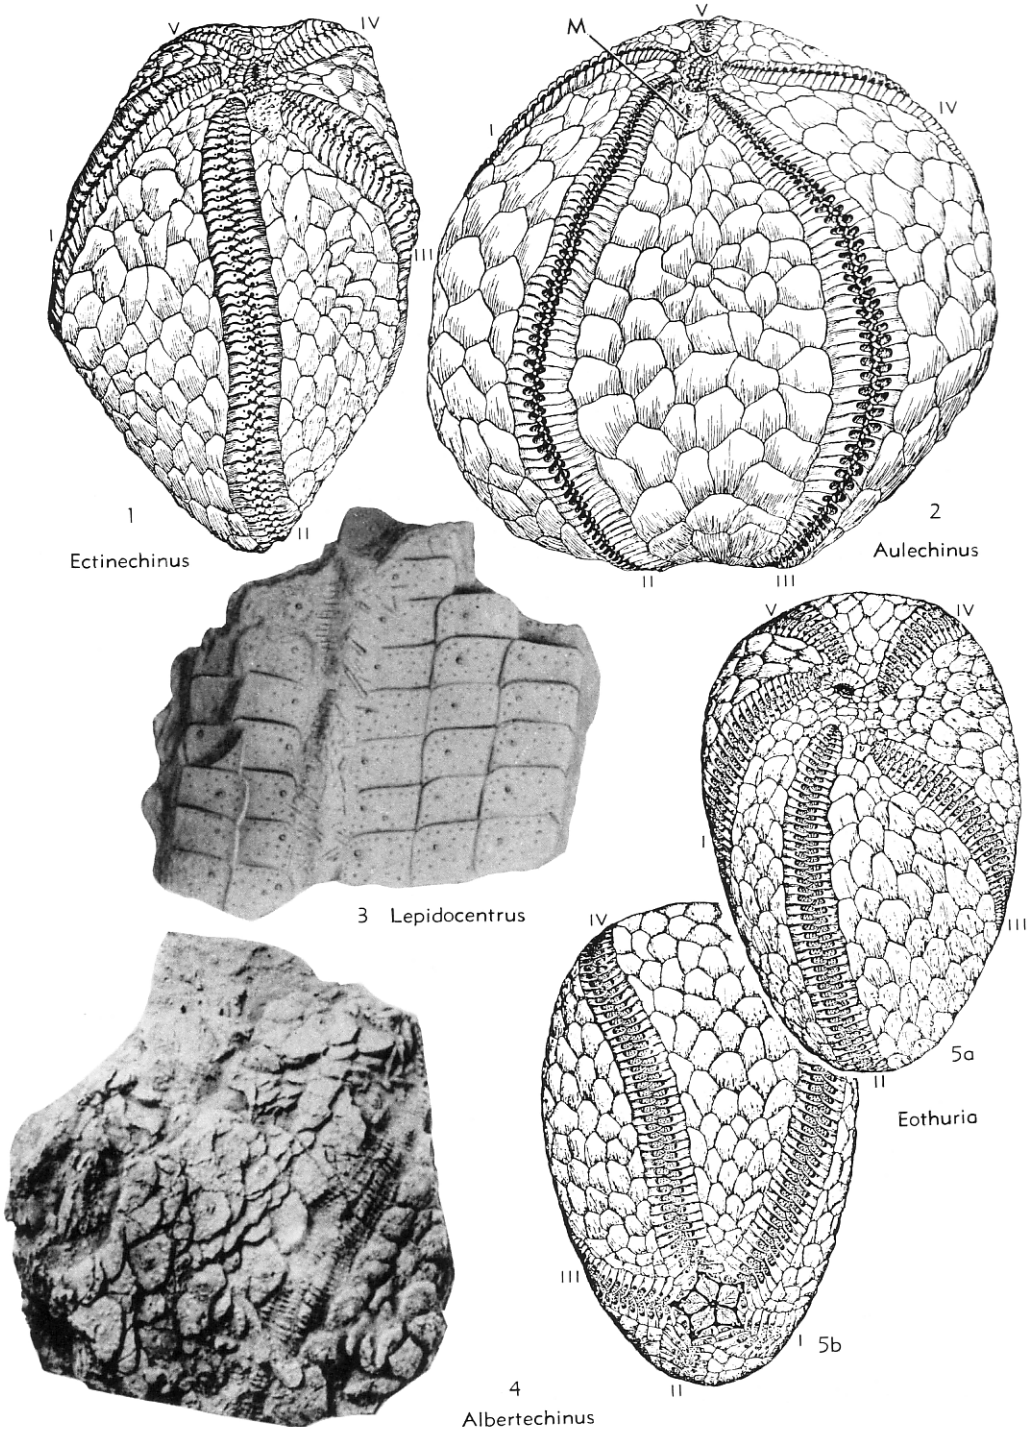 V
IV
I
III
II
1
Ectinechinus
M
V
I
IV
II
III
2
Aulechinus
3 Lepidocentrus
V
IV
I
III
II
5a
Eothuria
IV
III
II
I
5b
4
Albertechinus